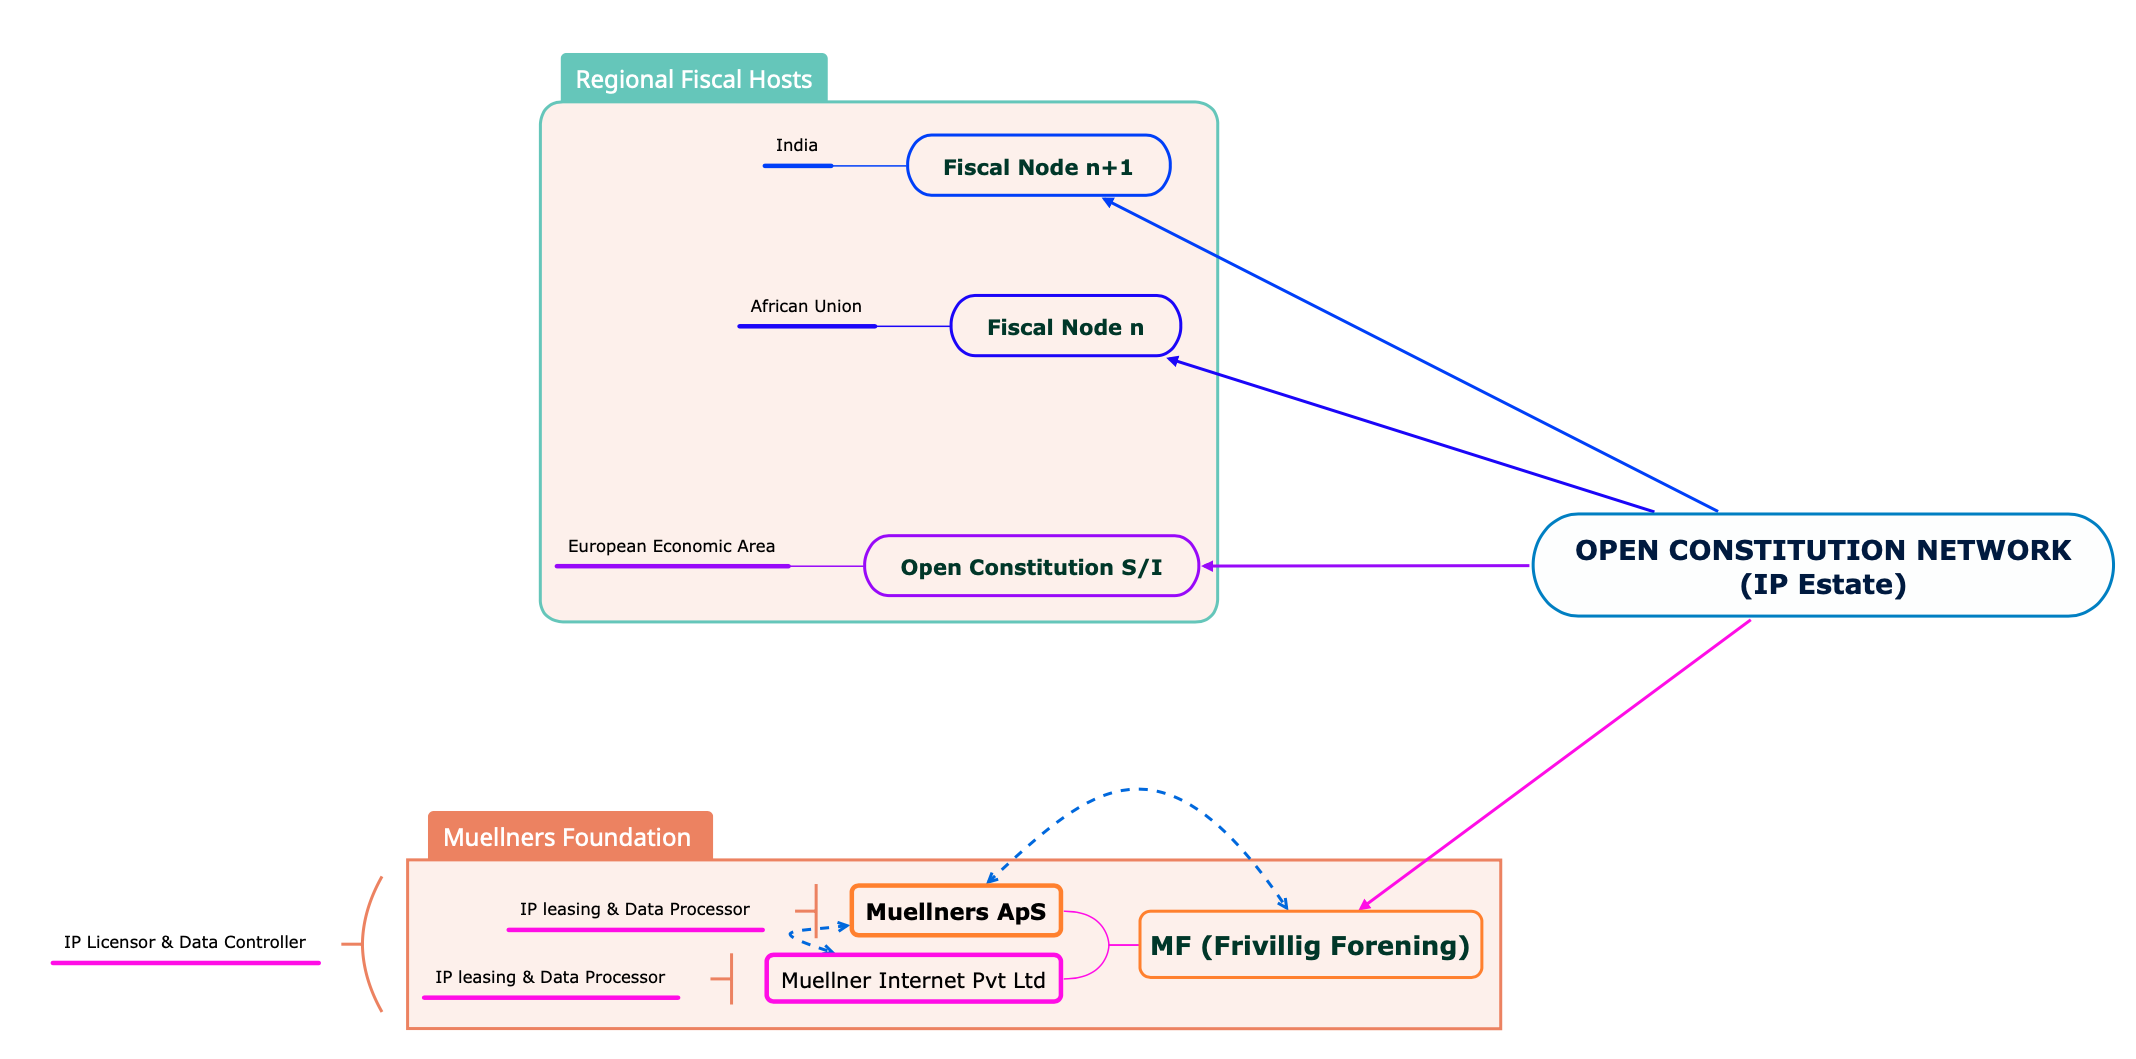 Regional Fiscal Hosts
India
Fiscal Node n+1
African Union
Fiscal Node n
European Economic Area
Open Constitution S/I
OPEN CONSTITUTION NETWORK
(IP Estate)
Muellners Foundation
IP leasing & Data Processor
Muellners ApS
IP Licensor & Data Controller
MF (Frivillig Forening)
IP leasing & Data Processor
Muellner Internet Pvt Ltd